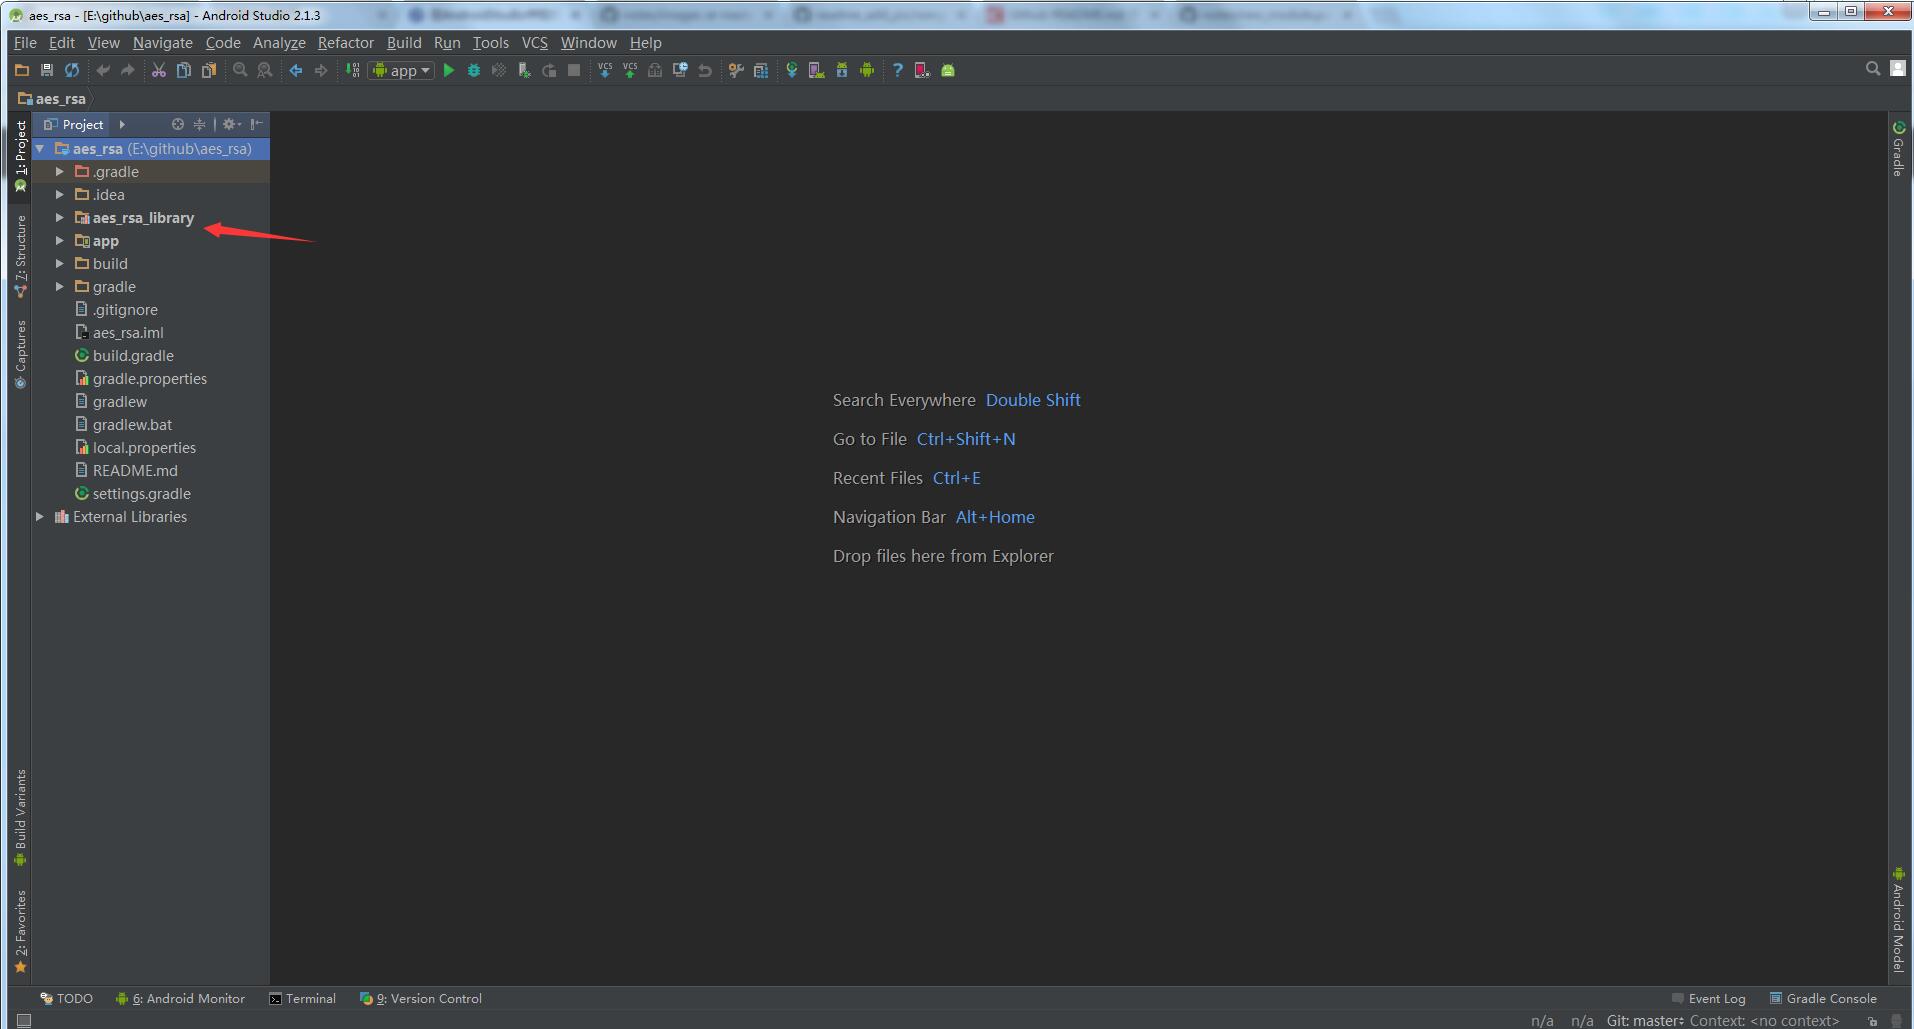 aes_rsa - [E:\github\aes_rsa] - Android Studio 2.1.3
File Edit View Navigate Code Analyze Refactor Build Run Tools VCS Window Help
app
VCS VCS
aes_rsa
Project
aes_rsa (E:\github\aes_rsa)
.gradle
.idea
aes_rsa_library
app
build
gradle
.gitignore
aes_rsa.iml
build.gradle
gradle.properties
gradlew
gradlew.bat
local.properties
README.md
settings.gradle
External Libraries
1: Project
7: Structure
Captures
Build Variants
2: Favorites
Search Everywhere Double Shift
Go to File Ctrl+Shift+N
Recent Files Ctrl+E
Navigation Bar Alt+Home
Drop files here from Explorer
Gradle
Android Model
TODO 6: Android Monitor Terminal 9: Version Control Event Log Gradle Console
n/a n/a Git: master Context: <no context>